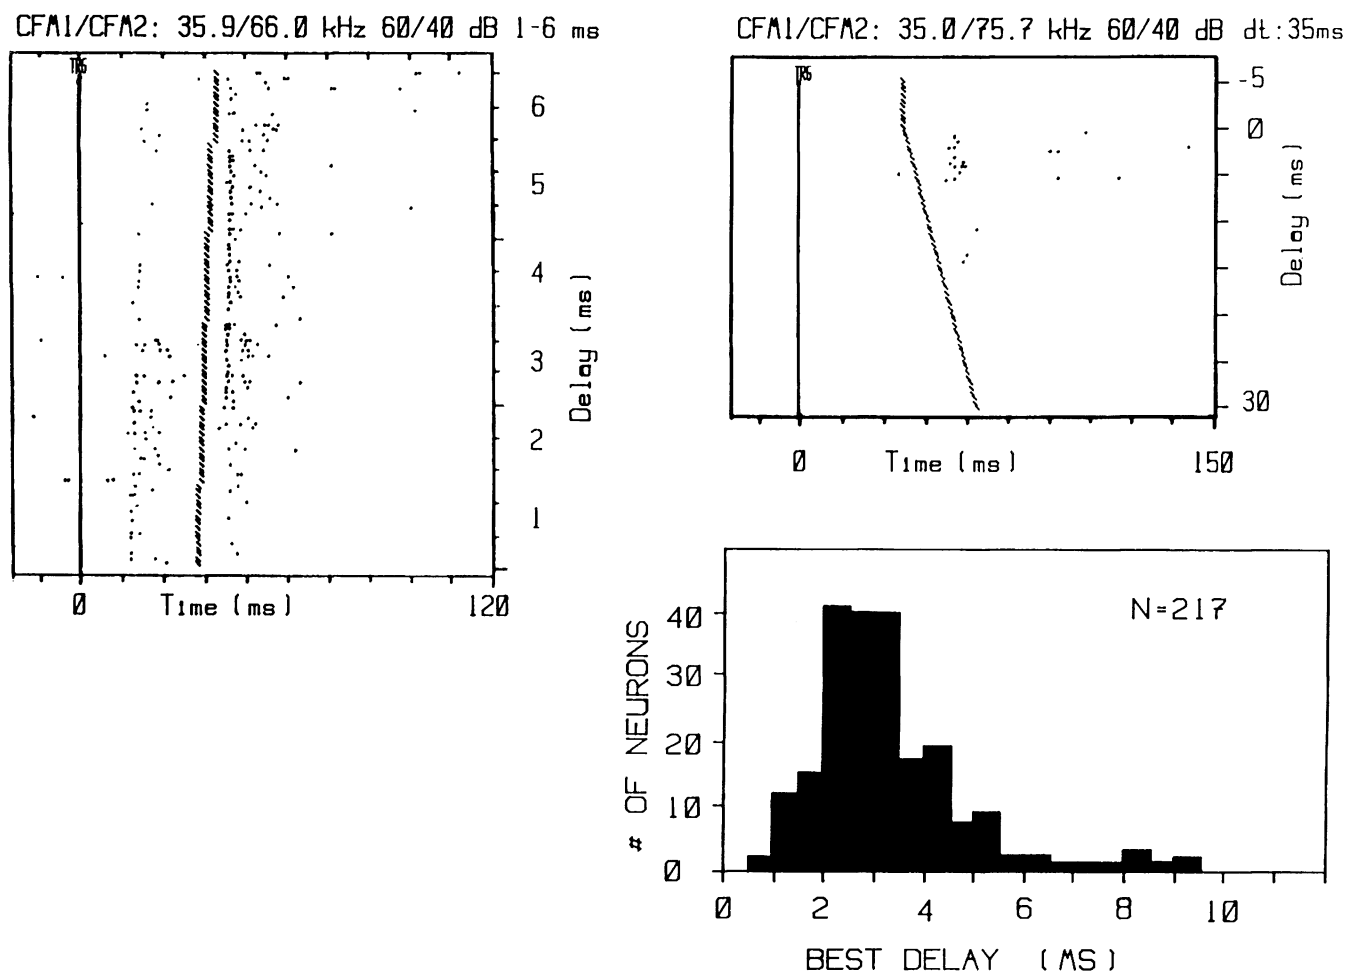 CFM1/CFM2: 35.9/66.0 kHz 60/40 dB 1-6 ms
TRG
6
5
4
3
2
1
Delay (ms)
0 Time (ms) 120
CFM1/CFM2: 35.0/75.7 kHz 60/40 dB dt:35ms
TRG
-5
0
30
Delay (ms)
0 Time (ms) 150
N=217
# OF NEURONS
40
30
20
10
0
0 2 4 6 8 10
BEST DELAY (MS)